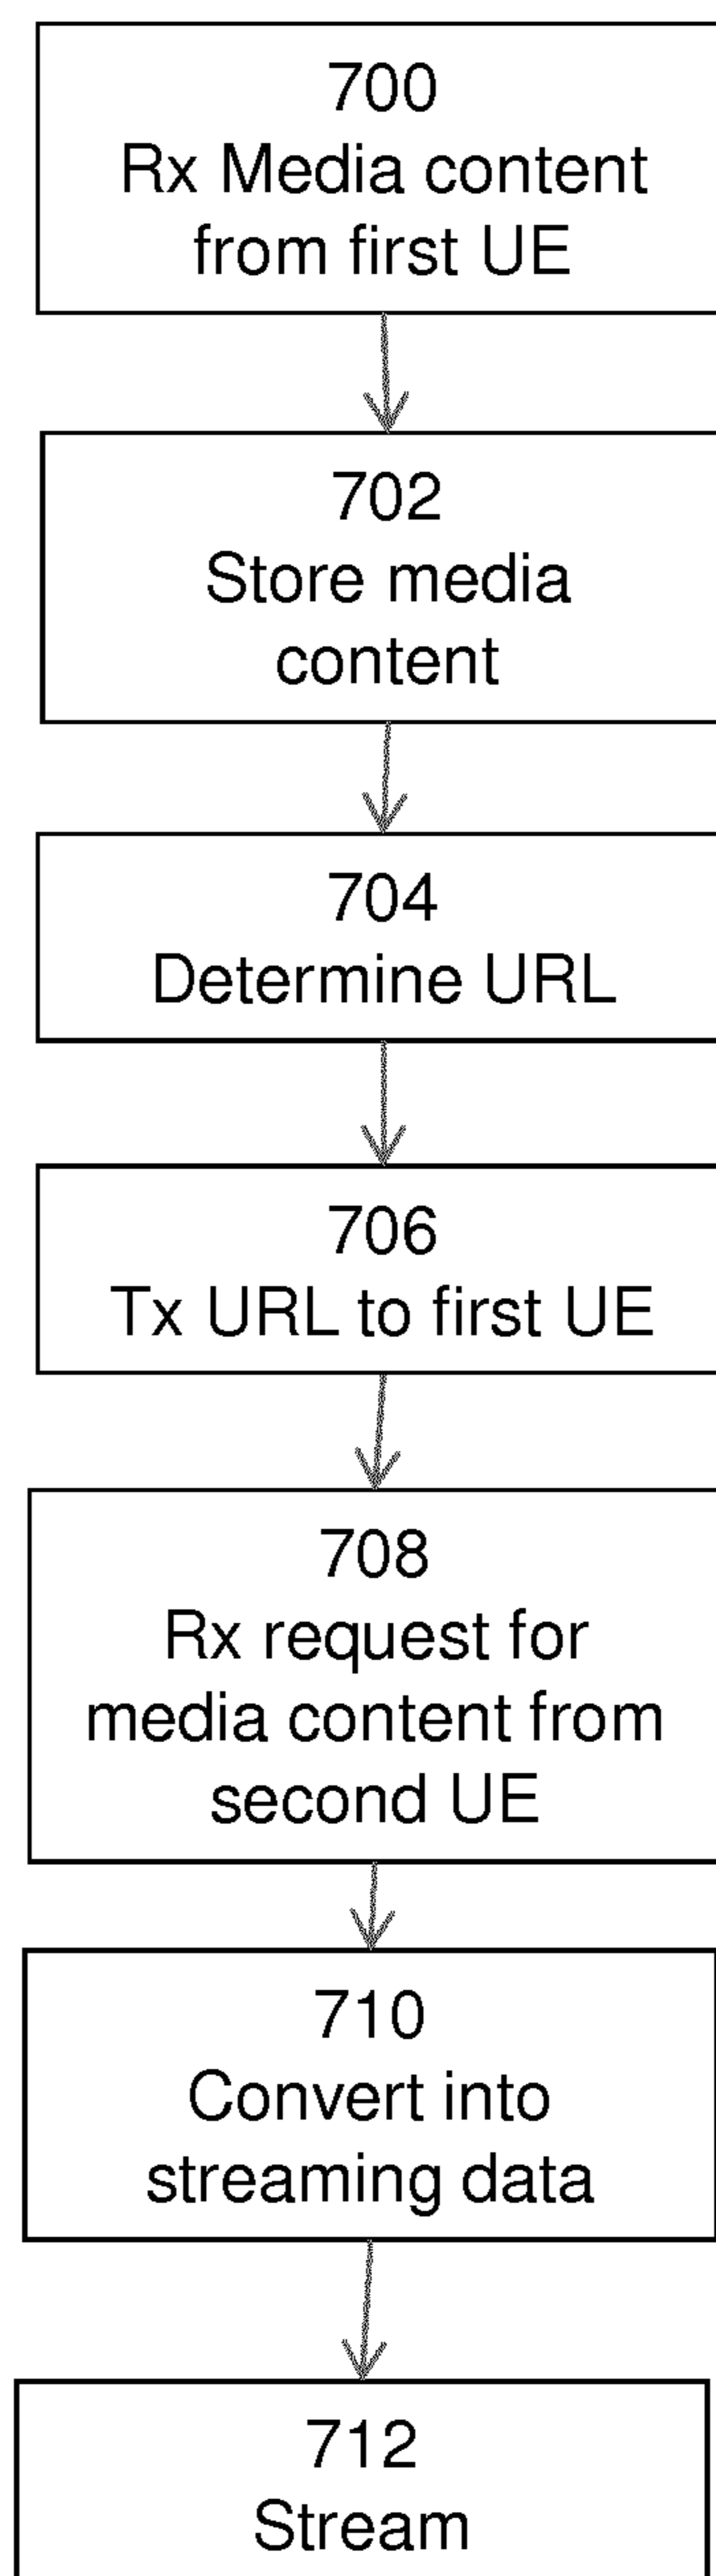 700
Rx Media content
from first UE
702
Store media
content
704
Determine URL
706
Tx URL to first UE
708
Rx request for
media content from
second UE
710
Convert into
streaming data
712
Stream